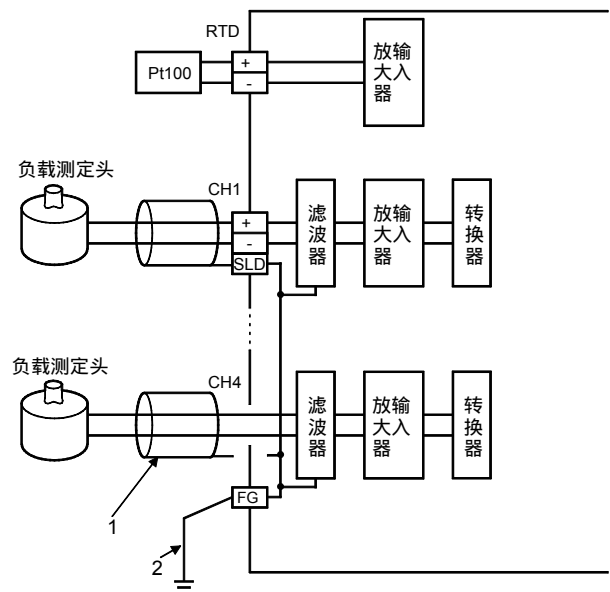 RTD
Pt100
+
-
放输
大入
器
负载测定头
CH1
+
-
SLD
滤
波
器
放输
大入
器
转
换
器
负载测定头
CH4
滤
波
器
放输
大入
器
转
换
器
FG
1
2